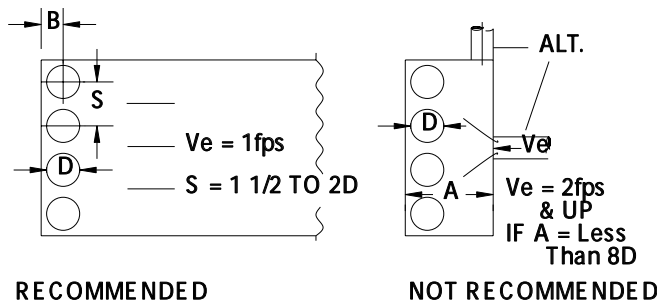 B
S
Ve = 1fps
D
S = 1 1/2 TO 2D
RECOMMENDED
ALT.
D
Ve
A
Ve = 2fps
& UP
IF A = Less
Than 8D
NOT RECOMMENDED